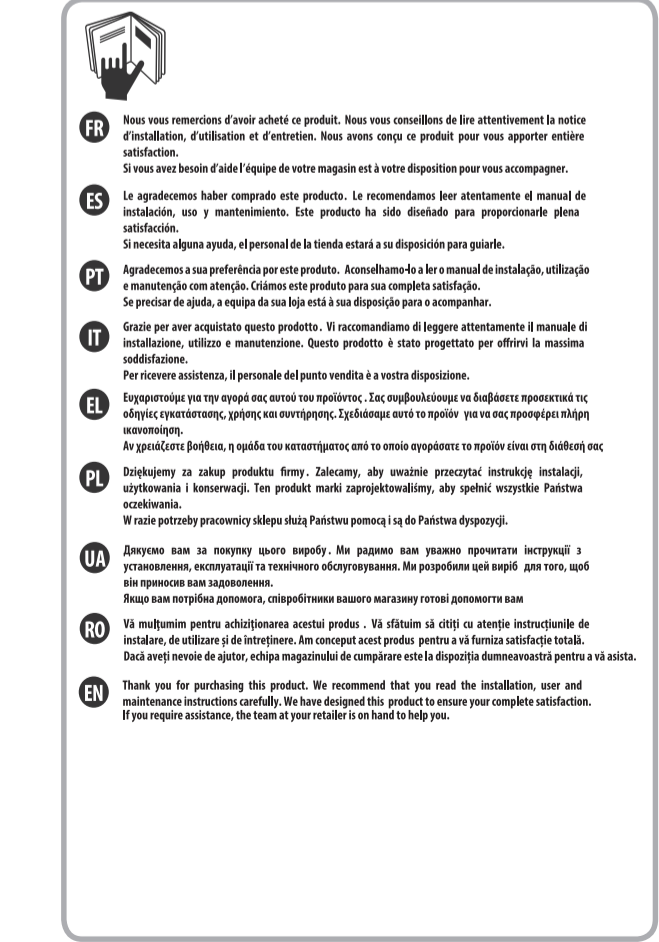 FR
Nous vous remercions d'avoir acheté ce produit. Nous vous conseillons de lire attentivement la notice
d'installation, d'utilisation et d'entretien. Nous avons conçu ce produit pour vous apporter entière
satisfaction.
Si vous avez besoin d'aide l'équipe de votre magasin est à votre disposition pour vous accompagner.
ES
Le agradecemos haber comprado este producto. Le recomendamos leer atentamente el manual de
instalación, uso y mantenimiento. Este producto ha sido diseñado para proporcionarle plena
satisfacción.
Si necesita alguna ayuda, el personal de la tienda estará a su disposición para guiarle.
PT
Agradecemos a sua preferência por este produto. Aconselhamo-lo a ler o manual de instalação, utilização
e manutenção com atenção. Criámos este produto para sua completa satisfação.
Se precisar de ajuda, a equipa da sua loja está à sua disposição para o acompanhar.
IT
Grazie per aver acquistato questo prodotto. Vi raccomandiamo di leggere attentamente il manuale di
installazione, utilizzo e manutenzione. Questo prodotto è stato progettato per offrirvi la massima
soddisfazione.
Per ricevere assistenza, il personale del punto vendita è a vostra disposizione.
EL
Ευχαριστούμε για την αγορά σας αυτού του προϊόντος . Σας συμβουλεύουμε να διαβάσετε προσεκτικά τις
οδηγίες εγκατάστασης, χρήσης και συντήρησης. Σχεδιάσαμε αυτό το προϊόν για να σας προσφέρει πλήρη
ικανοποίηση.
Αν χρειάζεστε βοήθεια, η ομάδα του καταστήματος από το οποίο αγοράσατε το προϊόν είναι στη διάθεσή σας
PL
Dziękujemy za zakup produktu firmy. Zalecamy, aby uważnie przeczytać instrukcję instalacji,
użytkowania i konserwacji. Ten produkt marki zaprojektowaliśmy, aby spełnić wszystkie Państwa
oczekiwania.
W razie potrzeby pracownicy sklepu służą Państwu pomocą i są do Państwa dyspozycji.
UA
Дякуємо вам за покупку цього виробу. Ми радимо вам уважно прочитати інструкції з
установлення, експлуатації та технічного обслуговування. Ми розробили цей виріб для того, щоб
він приносив вам задоволення.
Якщо вам потрібна допомога, співробітники вашого магазину готові допомогти вам
RO
Vă mulțumim pentru achiziționarea acestui produs . Vă sfătuim să citiți cu atenție instrucțiunile de
instalare, de utilizare și de întreținere. Am conceput acest produs pentru a vă furniza satisfacție totală.
Dacă aveți nevoie de ajutor, echipa magazinului de cumpărare este la dispoziția dumneavoastră pentru a vă asista.
EN
Thank you for purchasing this product. We recommend that you read the installation, user and
maintenance instructions carefully. We have designed this product to ensure your complete satisfaction.
If you require assistance, the team at your retailer is on hand to help you.